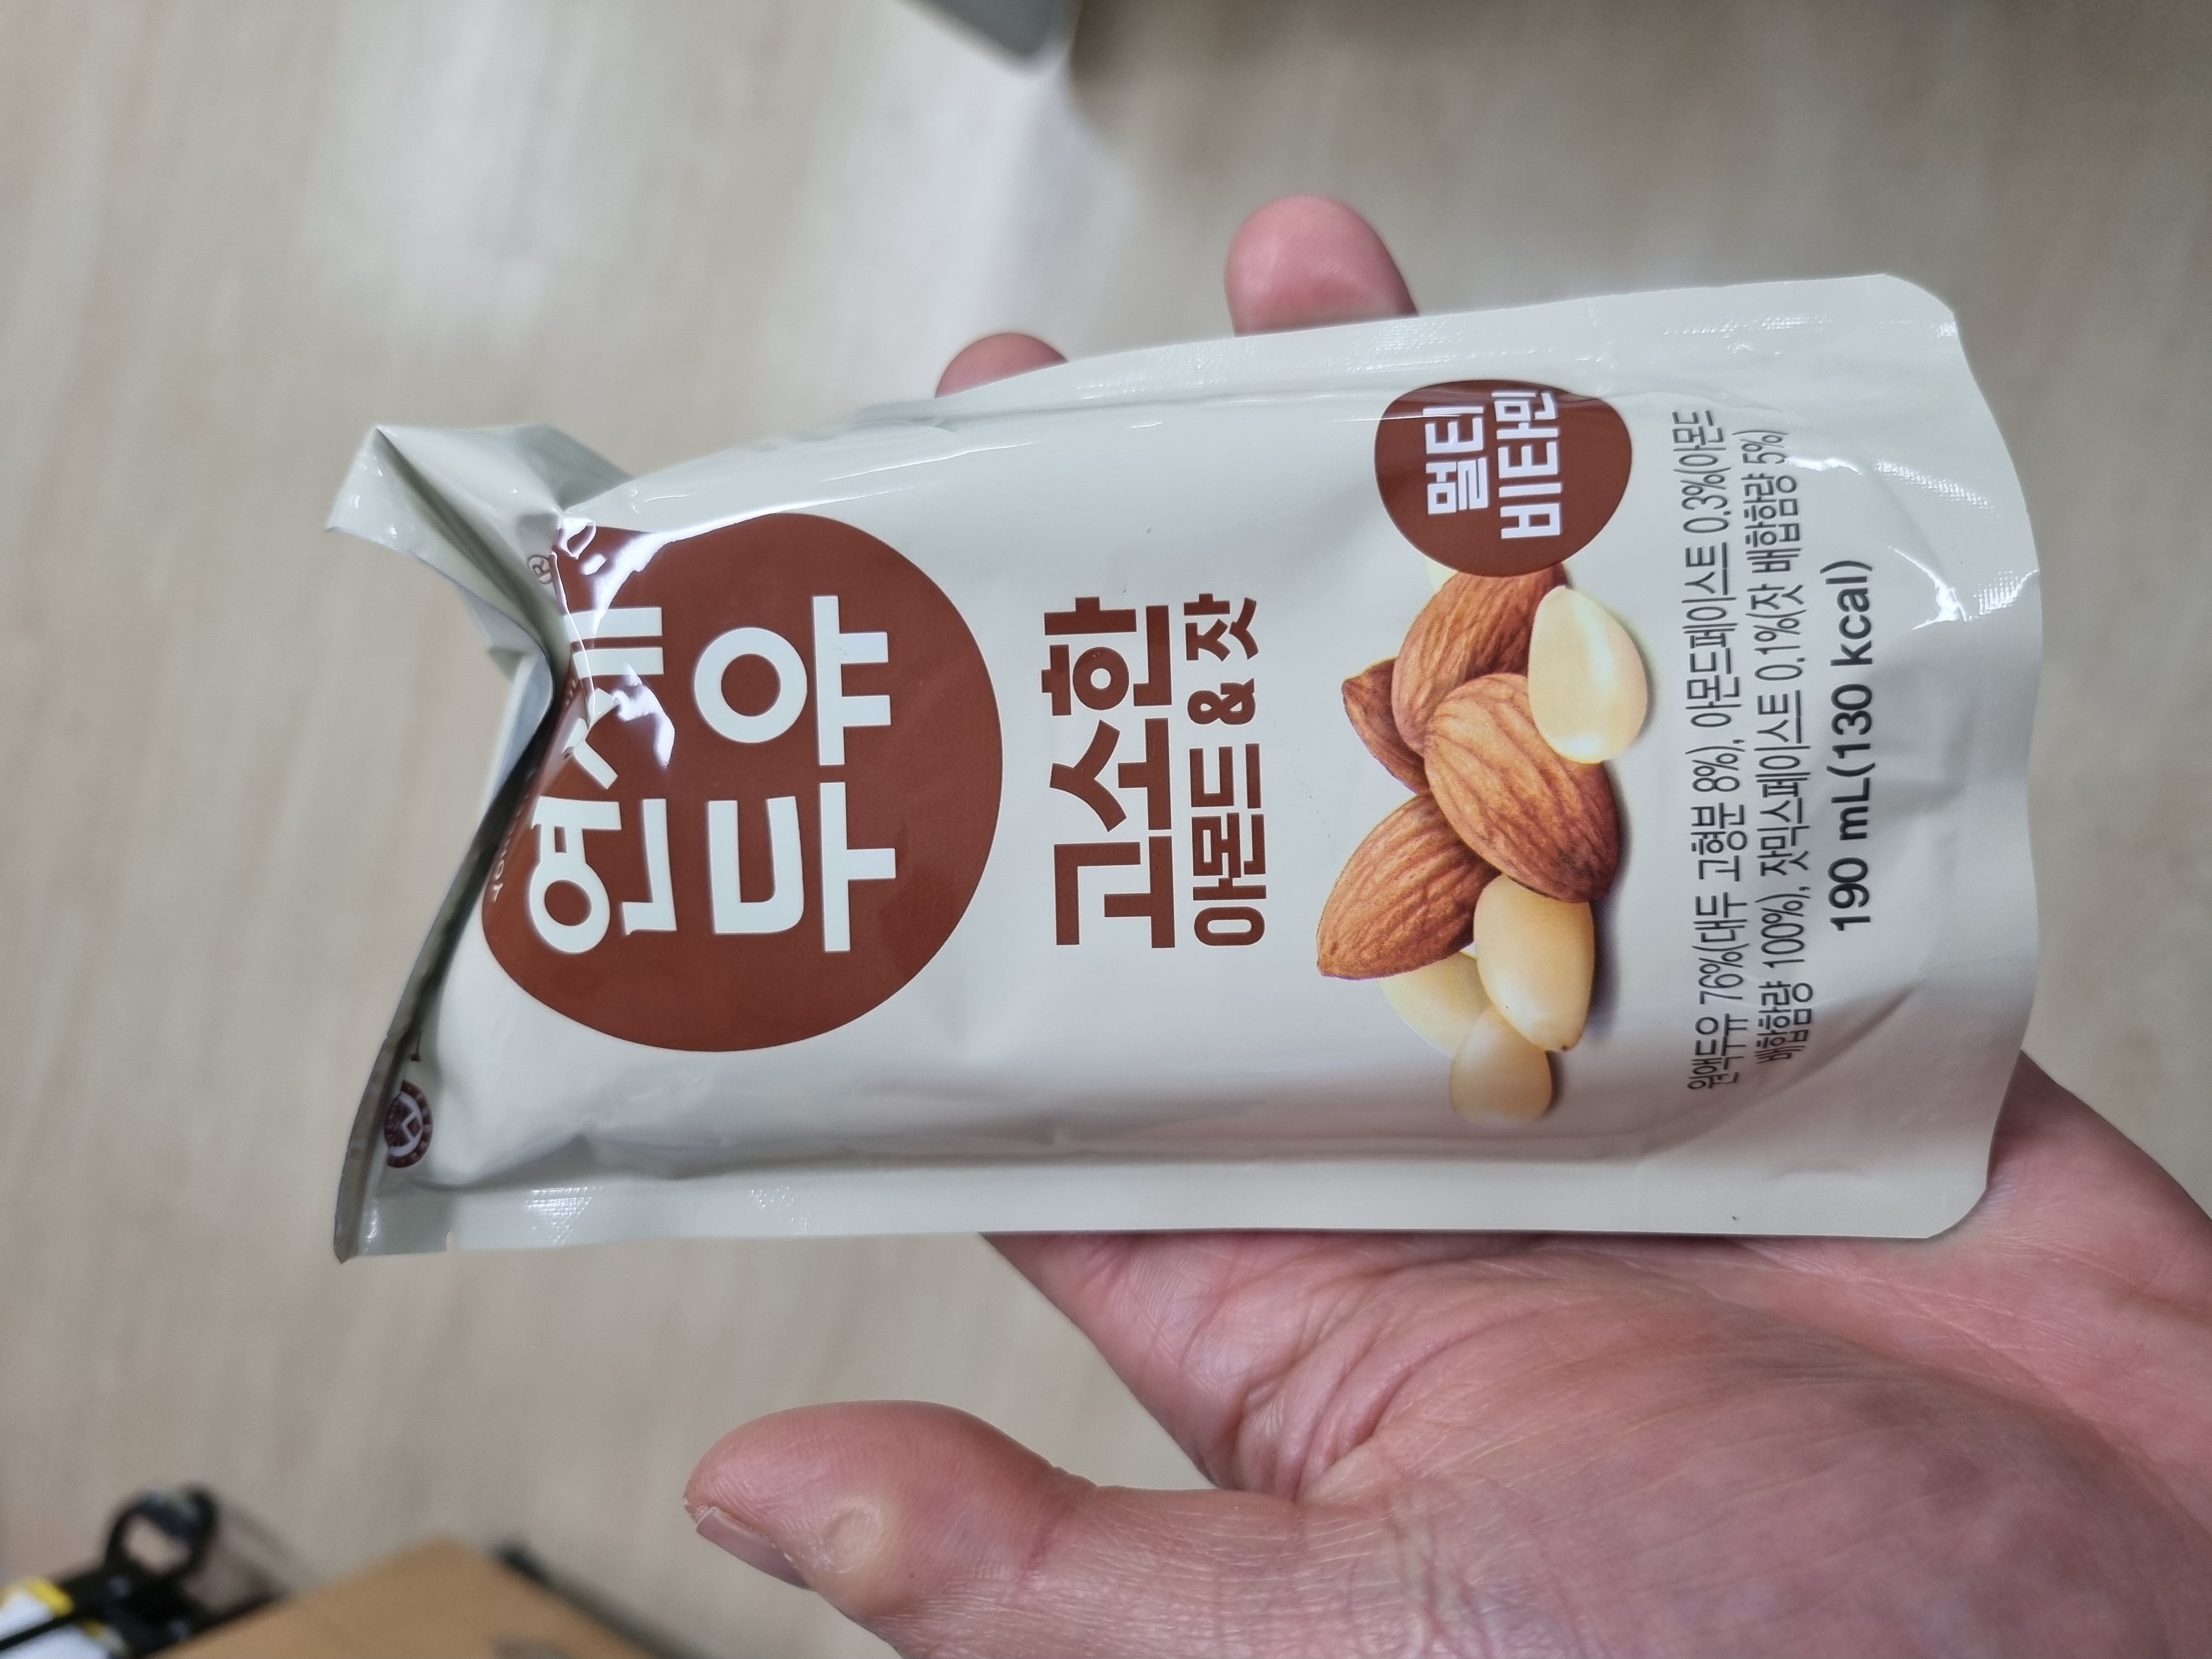 연세
두유
고소한
아몬드 & 잣
멀티
비타민
원액두유 76%(대두 고형분 8%), 아몬드페이스트 0.3%(아몬드
배합함량 100%), 잣믹스페이스트 0.1%(잣 배합함량 5%)
190 mL(130 kcal)